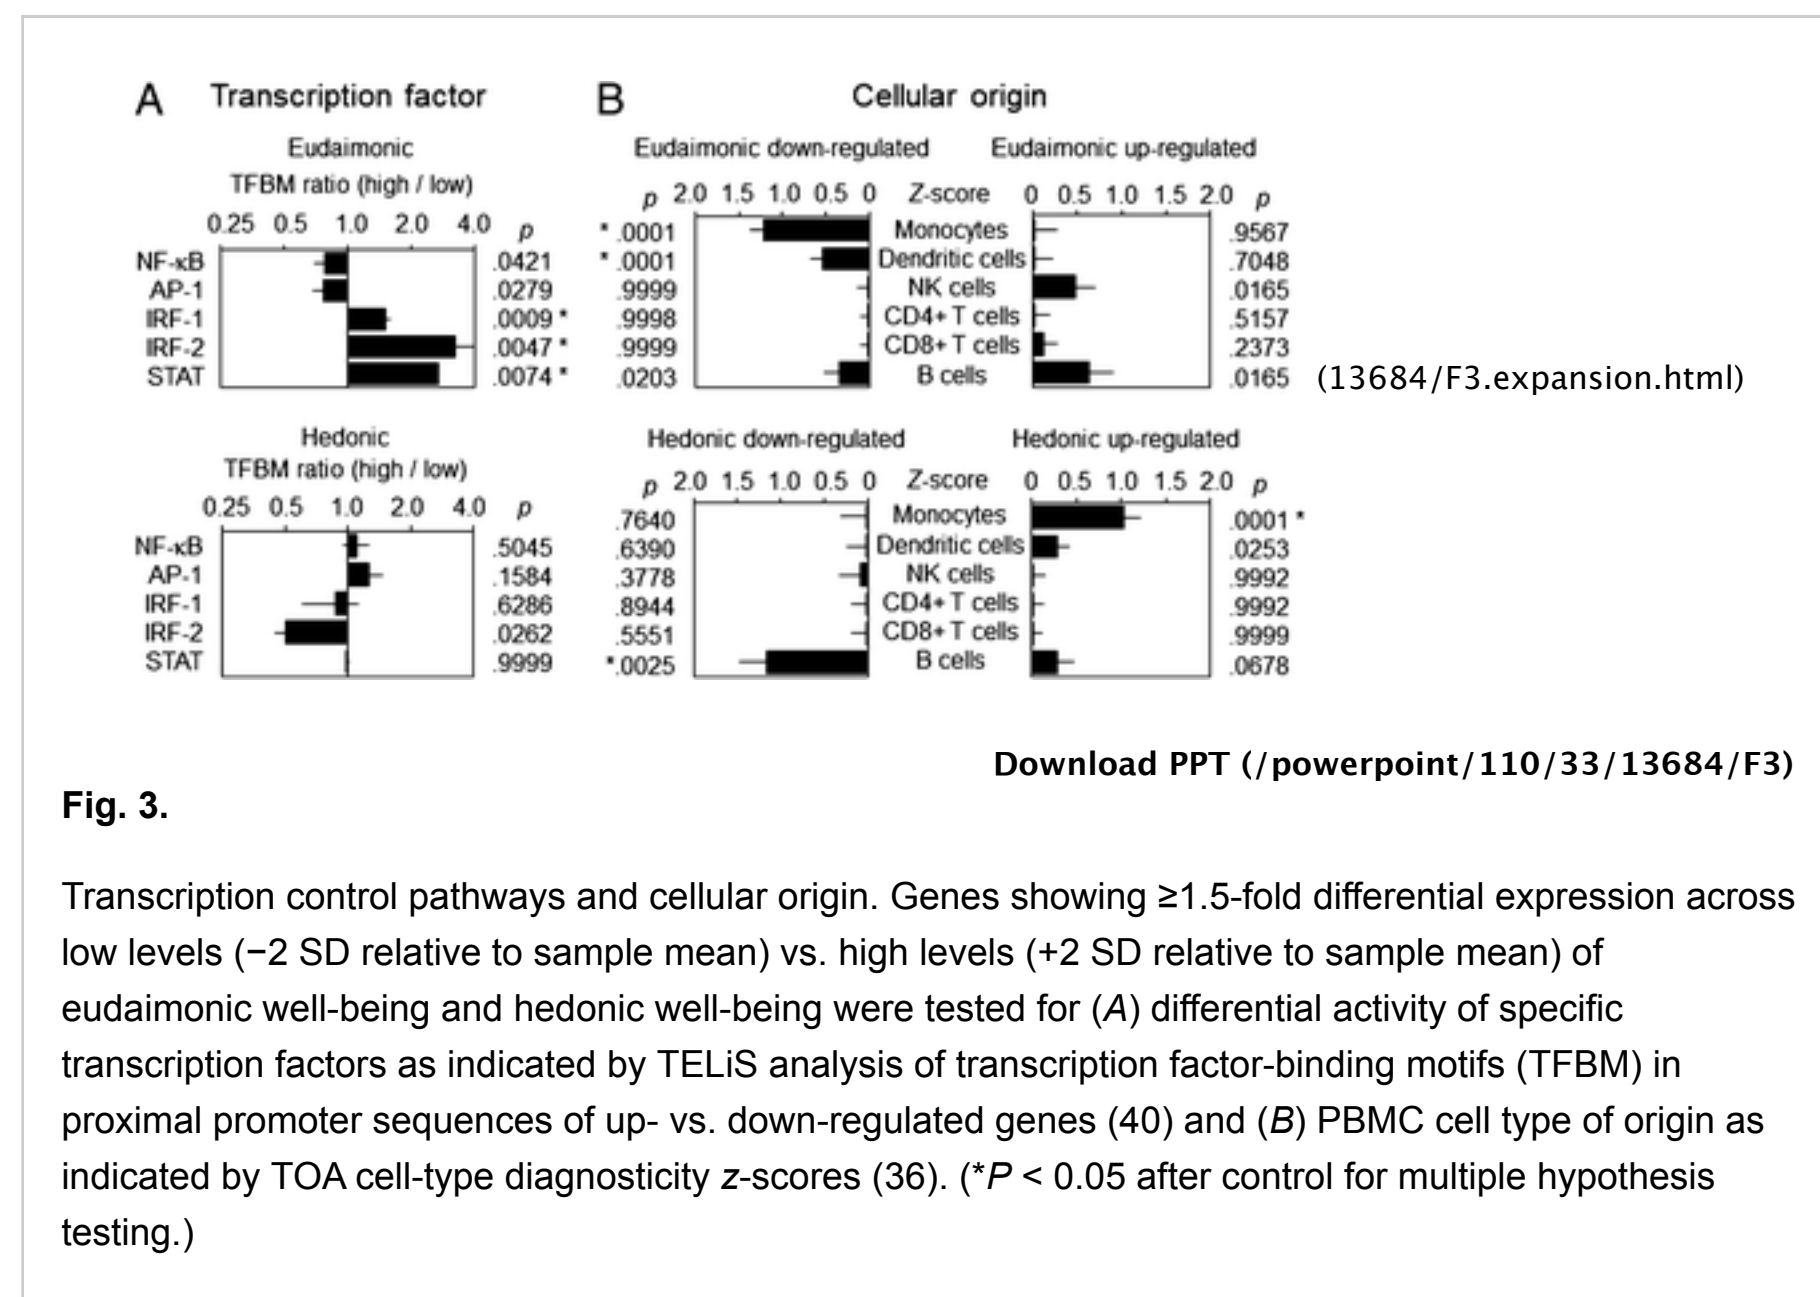 A Transcription factor
Eudaimonic
TFBM ratio (high / low)
0.25 0.5 1.0 2.0 4.0 p
NF-κB .0421
AP-1 .0279
IRF-1 .0009 *
IRF-2 .0047 *
STAT .0074 *
Hedonic
TFBM ratio (high / low)
0.25 0.5 1.0 2.0 4.0 p
NF-κB .5045
AP-1 .1584
IRF-1 .6286
IRF-2 .0262
STAT .9999
B Cellular origin
Eudaimonic down-regulated Eudaimonic up-regulated
p 2.0 1.5 1.0 0.5 0 Z-score 0 0.5 1.0 1.5 2.0 p
* .0001 Monocytes .9567
* .0001 Dendritic cells .7048
.9999 NK cells .0165
.9998 CD4+ T cells .5157
.9999 CD8+ T cells .2373
.0203 B cells .0165
Hedonic down-regulated Hedonic up-regulated
p 2.0 1.5 1.0 0.5 0 Z-score 0 0.5 1.0 1.5 2.0 p
.7640 Monocytes .0001 *
.6390 Dendritic cells .0253
.3778 NK cells .9992
.8944 CD4+ T cells .9992
.5551 CD8+ T cells .9999
* .0025 B cells .0678
(13684/F3.expansion.html)
Download PPT (/powerpoint/110/33/13684/F3)
Fig. 3.
Transcription control pathways and cellular origin. Genes showing ≥1.5-fold differential expression across
low levels (−2 SD relative to sample mean) vs. high levels (+2 SD relative to sample mean) of
eudaimonic well-being and hedonic well-being were tested for (A) differential activity of specific
transcription factors as indicated by TELiS analysis of transcription factor-binding motifs (TFBM) in
proximal promoter sequences of up- vs. down-regulated genes (40) and (B) PBMC cell type of origin as
indicated by TOA cell-type diagnosticity z-scores (36). (*P < 0.05 after control for multiple hypothesis
testing.)